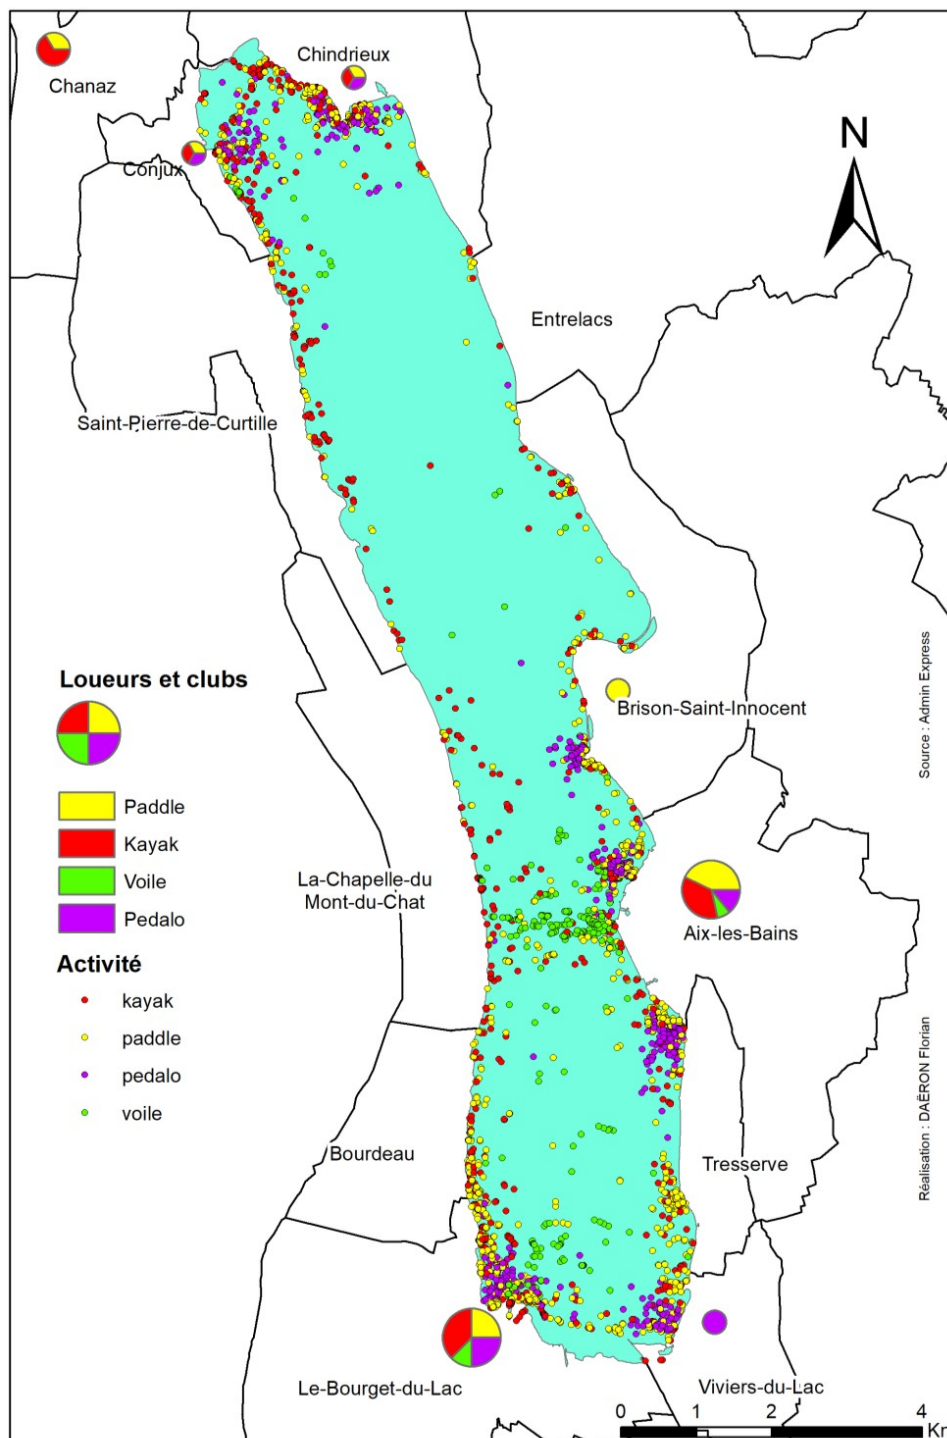 Chanaz
Chindrieux
Conjux
N
Entrelacs
Saint-Pierre-de-Curtille
Source : Admin Express
Loueurs et clubs
Brison-Saint-Innocent
Paddle
Kayak
Voile
Pedalo
La-Chapelle-du
Mont-du-Chat
Aix-les-Bains
Activité
kayak
paddle
pedalo
voile
Réalisation : DAËRON Florian
Bourdeau
Tresserve
Le-Bourget-du-Lac
Viviers-du-Lac
0 1 2 4
Km